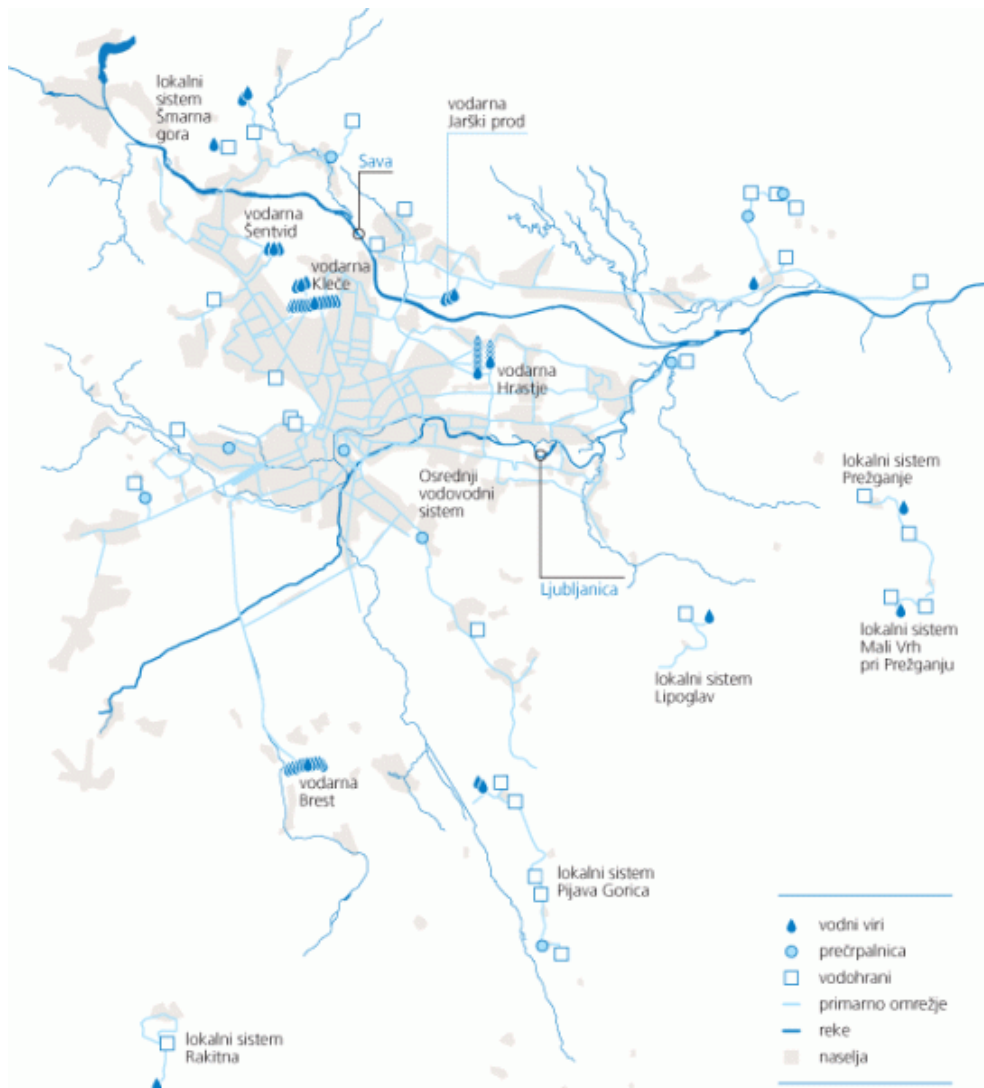 lokalni
sistem
Šmarna
gora
vodarna
Jarški prod
Sava
vodarna
Šentvid
vodarna
Kleče
vodarna
Hrastje
Osrednji
vodovodni
sistem
lokalni sistem
Prežganje
Ljubljanica
lokalni sistem
Mali Vrh
pri Prežganju
lokalni sistem
Lipoglav
vodarna
Brest
lokalni sistem
Pijava Gorica
lokalni sistem
Rakitna
vodni viri
prečrpalnica
vodohrani
primarno omrežje
reke
naselja